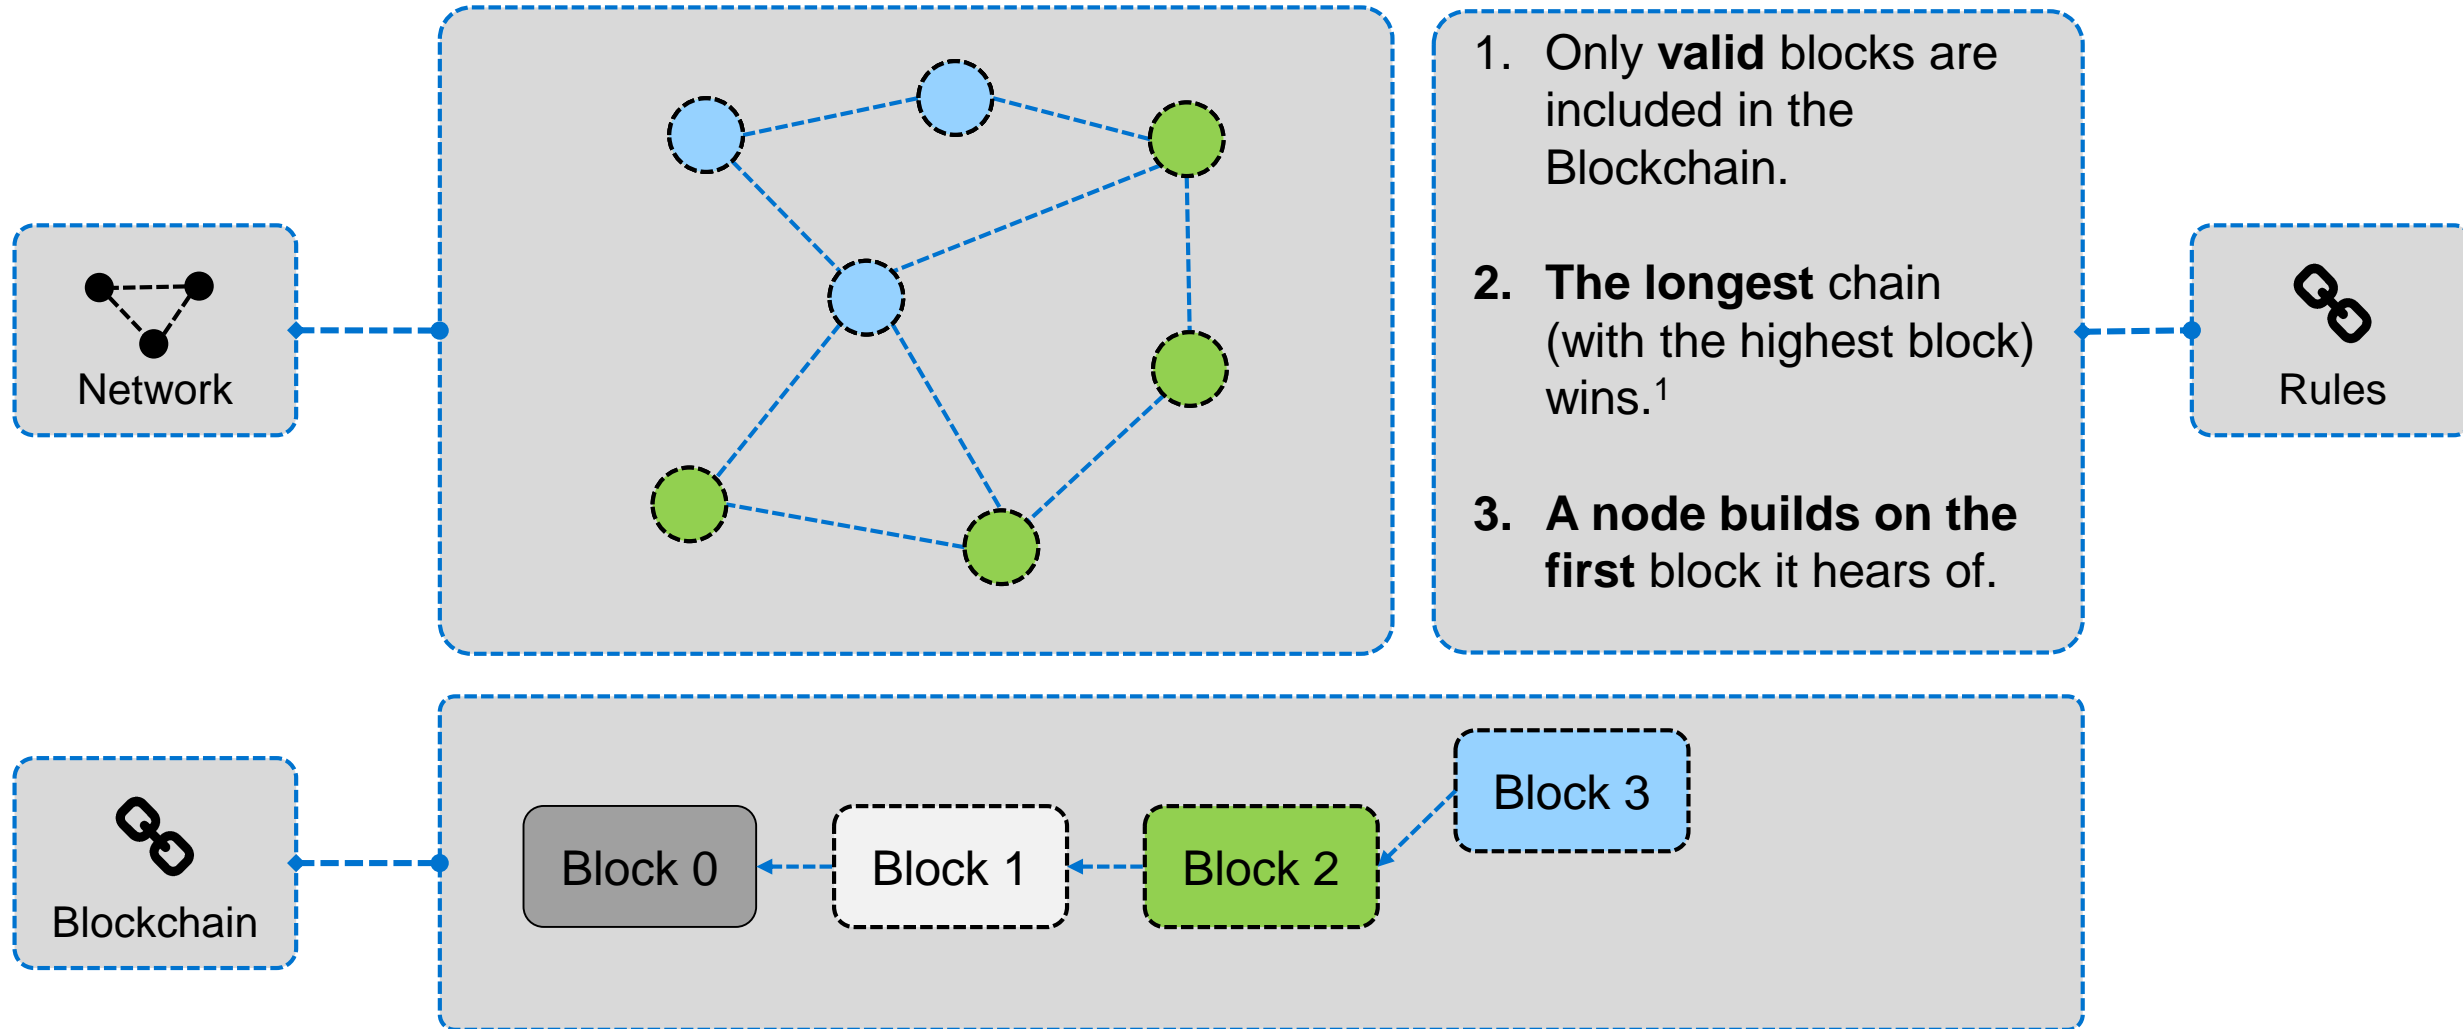 Network
1. Only valid blocks are
included in the
Blockchain.
2. The longest chain
(with the highest block)
wins.¹
3. A node builds on the
first block it hears of.
Rules
Blockchain
Block 0
Block 1
Block 2
Block 3